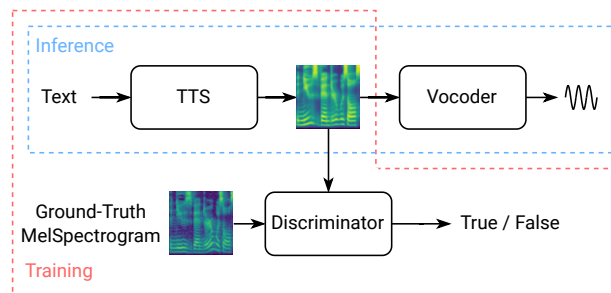 Inference
Text
TTS
Vocoder
Ground-Truth
MelSpectrogram
Discriminator
True / False
Training